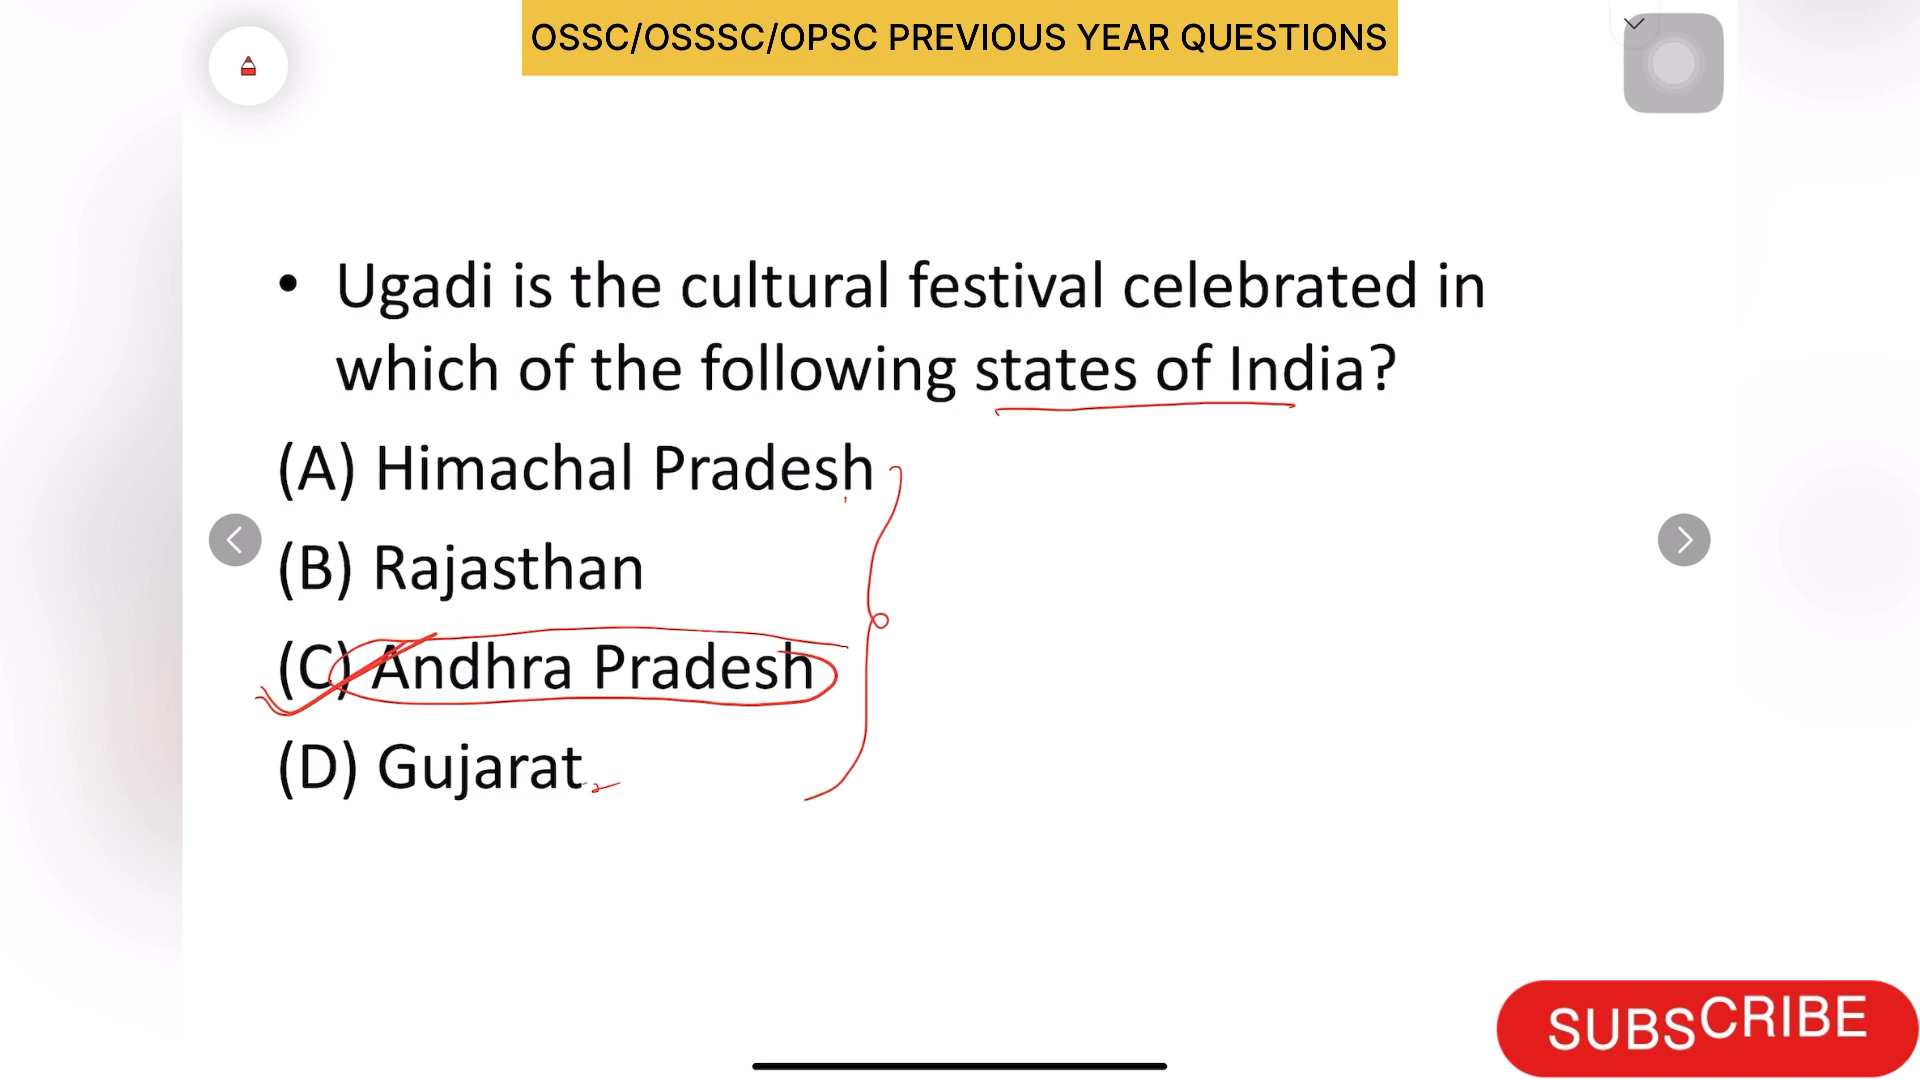 OSSC/OSSSC/OPSC PREVIOUS YEAR QUESTIONS
• Ugadi is the cultural festival celebrated in
which of the following states of India?
(A) Himachal Pradesh
(B) Rajasthan
(C) Andhra Pradesh
(D) Gujarat
SUBSCRIBE